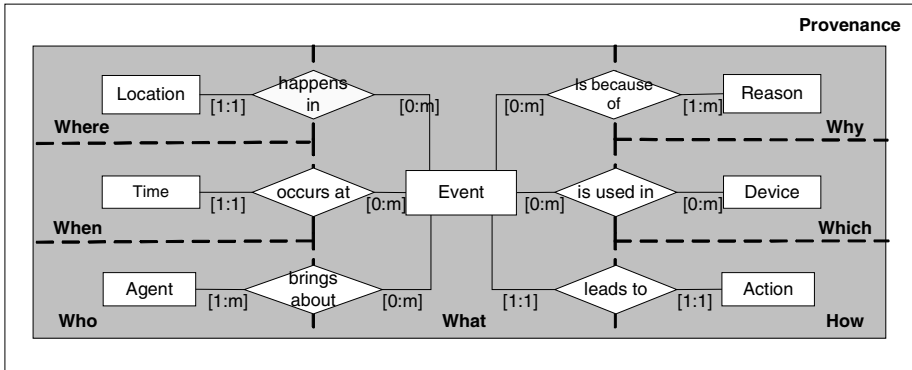 Provenance
Location
[1:1]
happens
in
[0:m]
[0:m]
Is because
of
[1:m]
Reason
Where
Why
Time
[1:1]
occurs at
[0:m]
Event
[0:m]
is used in
[0:m]
Device
When
Which
Agent
[1:m]
brings
about
[0:m]
[1:1]
leads to
[1:1]
Action
Who
What
How